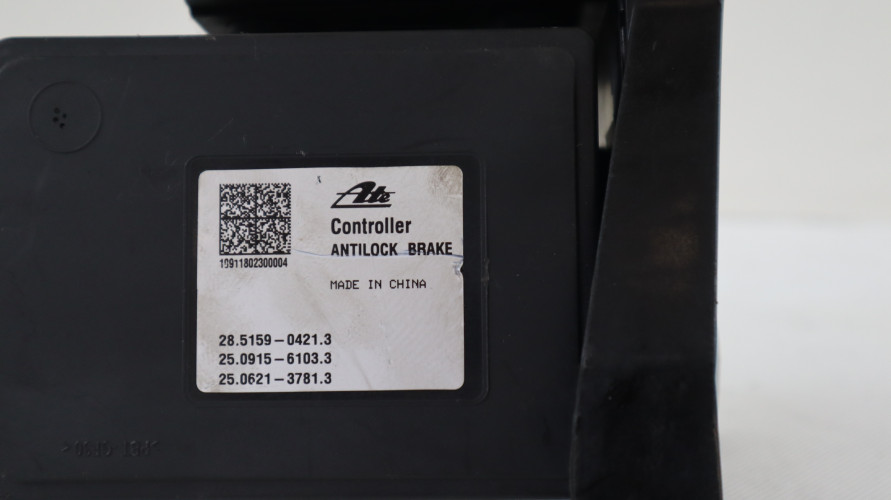 Ate
Controller
ANTILOCK BRAKE
10911802300004
MADE IN CHINA
28.5159-0421.3
25.0915-6103.3
25.0621-3781.3